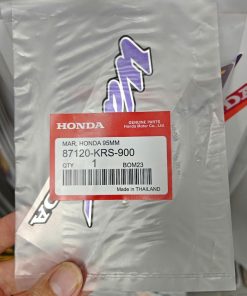 HONDA
GENUINE PARTS
Honda Motor Co., Ltd.
MAR, HONDA 95MM
87120-KRS-900
QTY 1 BOM23
Made in THAILAND